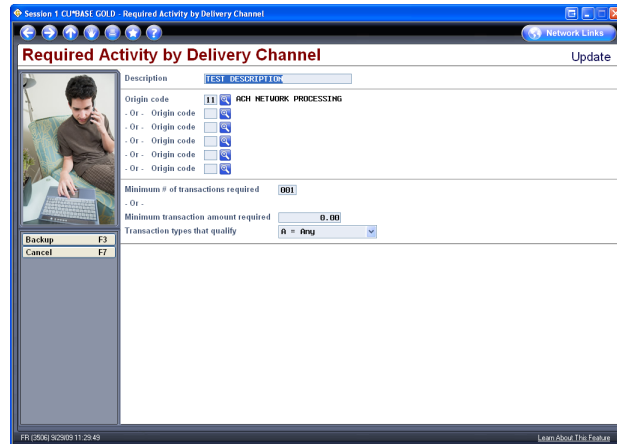 Session 1 CU*BASE GOLD - Required Activity by Delivery Channel
Network Links
Required Activity by Delivery Channel
Update
Description TEST DESCRIPTION
Origin code 11 ACH NETWORK PROCESSING
- Or - Origin code
- Or - Origin code
- Or - Origin code
- Or - Origin code
- Or - Origin code
Minimum # of transactions required 001
- Or -
Minimum transaction amount required 0.00
Transaction types that qualify A = Any
Backup F3
Cancel F7
FR (3506) 9/29/09 11:29:49
Learn About This Feature